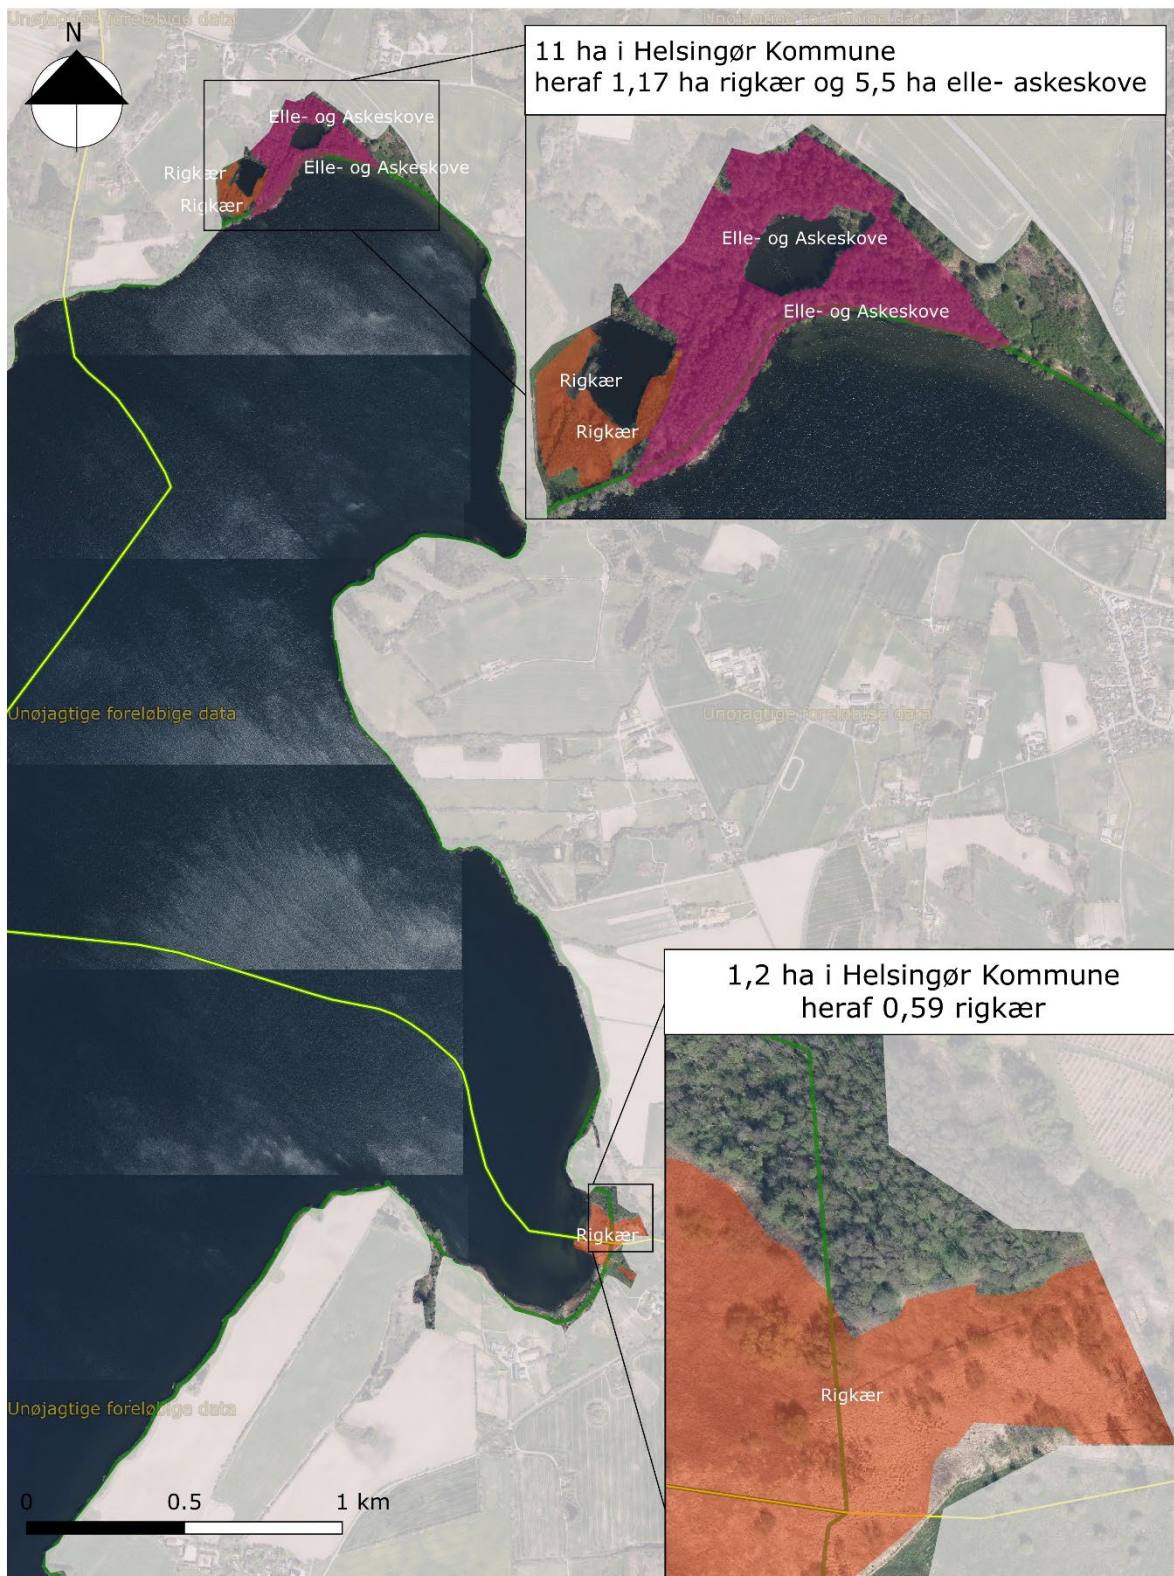 Unøjagtige foreløbige data
Unøjagtige foreløbige data
N
11 ha i Helsingør Kommune
heraf 1,17 ha rigkær og 5,5 ha elle- askeskove
Elle- og Askeskove
Elle- og Askeskove
Rigkær
Rigkær
Elle- og Askeskove
Elle- og Askeskove
Rigkær
Rigkær
Unøjagtige foreløbige data
Unøjagtige foreløbige data
1,2 ha i Helsingør Kommune
heraf 0,59 rigkær
Rigkær
Rigkær
Unøjagtige foreløbige data
0 0.5 1 km